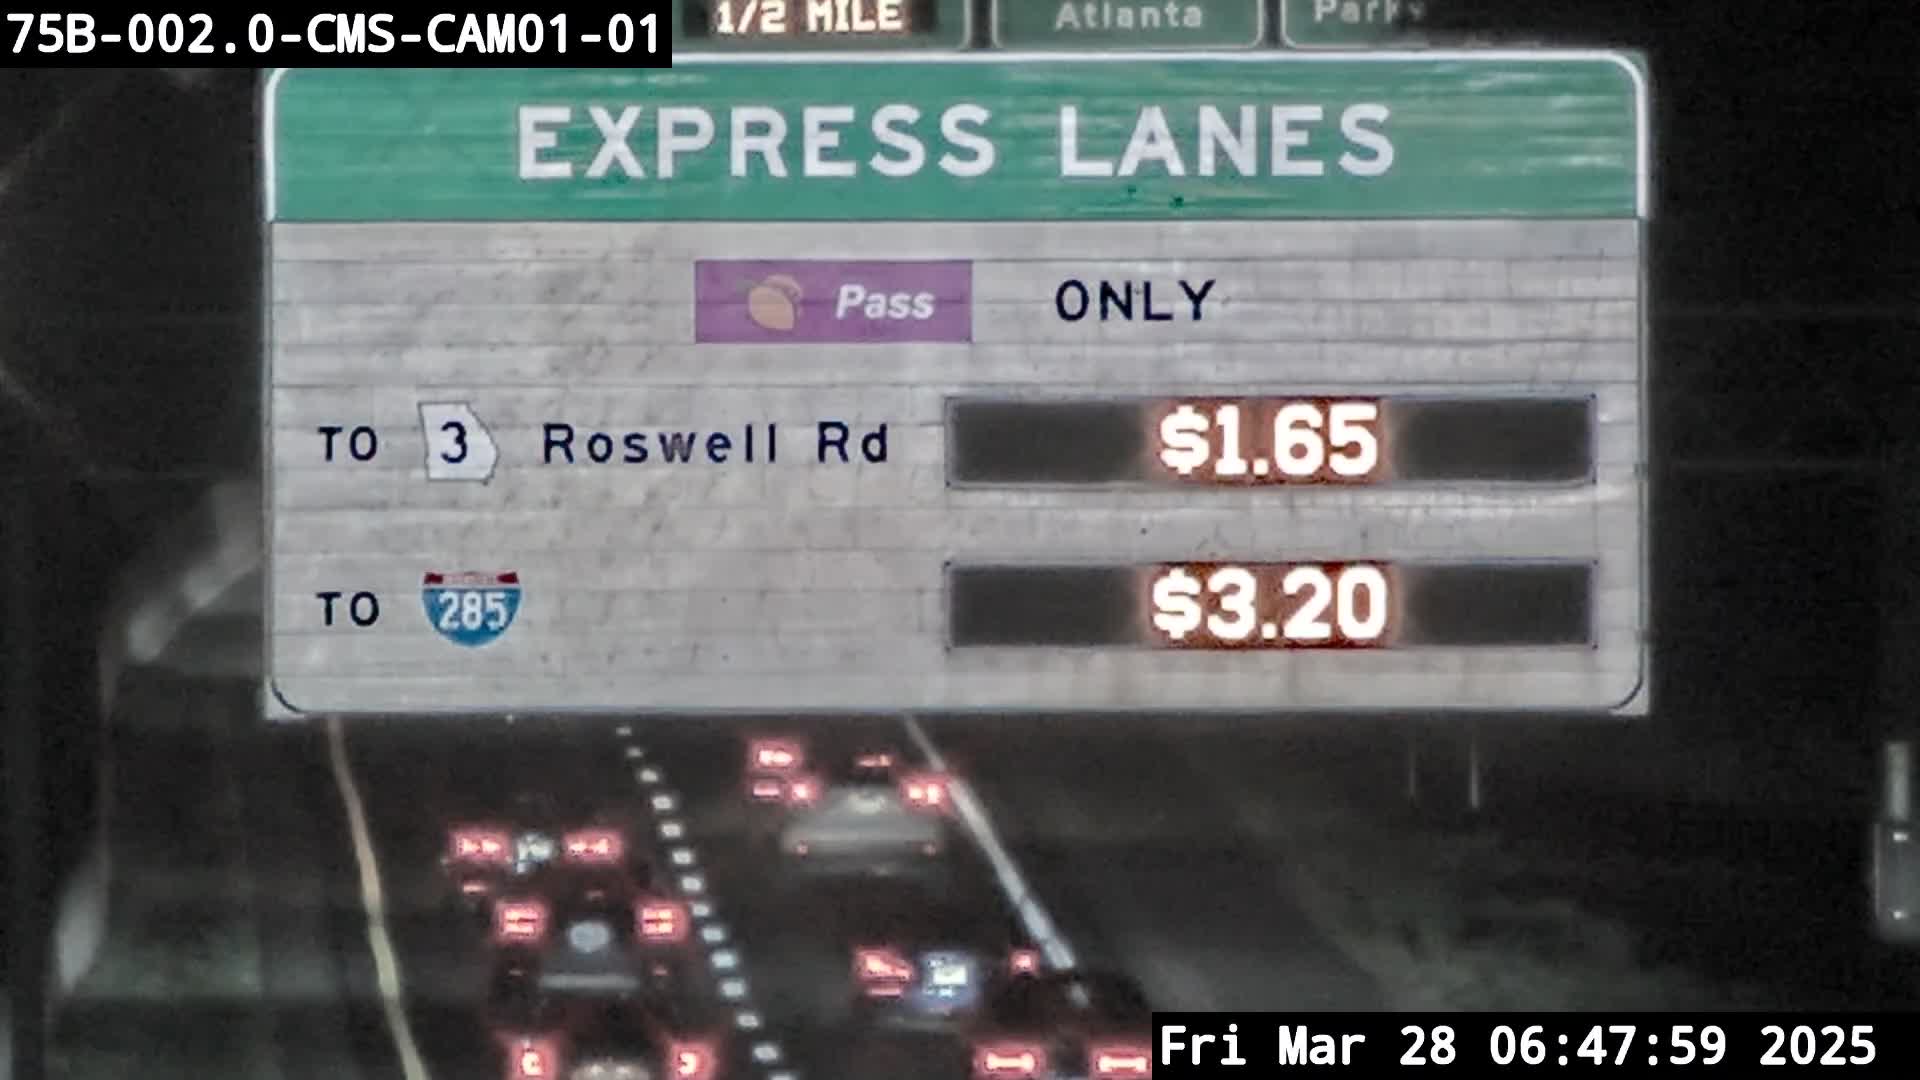 75B-002.0-CMS-CAM01-01
1/2 MILE
Atlanta
EXPRESS LANES
Pass ONLY
TO 3 Roswell Rd $1.65
TO 285 $3.20
Fri Mar 28 06:47:59 2025